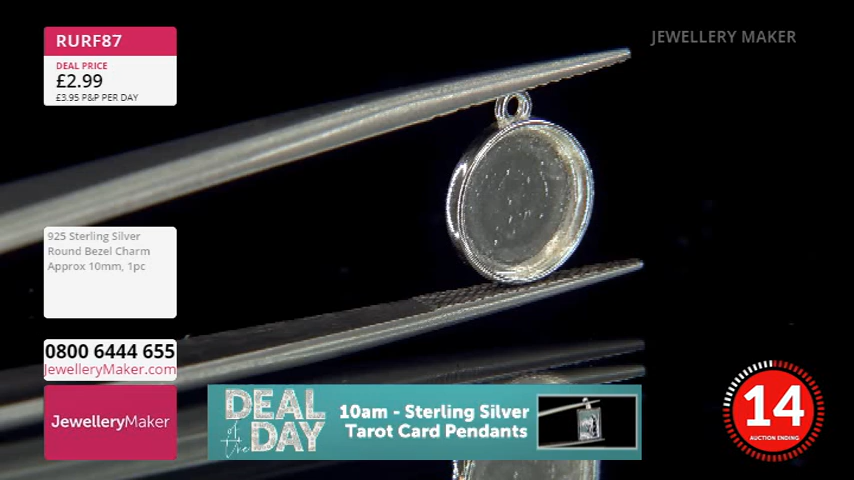 RURF87
DEAL PRICE
£2.99
£3.95 P&P PER DAY
JEWELLERY MAKER
925 Sterling Silver
Round Bezel Charm
Approx 10mm, 1pc
0800 6444 655
JewelleryMaker.com
JewelleryMaker
DEAL
of the
DAY
10am - Sterling Silver
Tarot Card Pendants
14
AUCTION ENDING